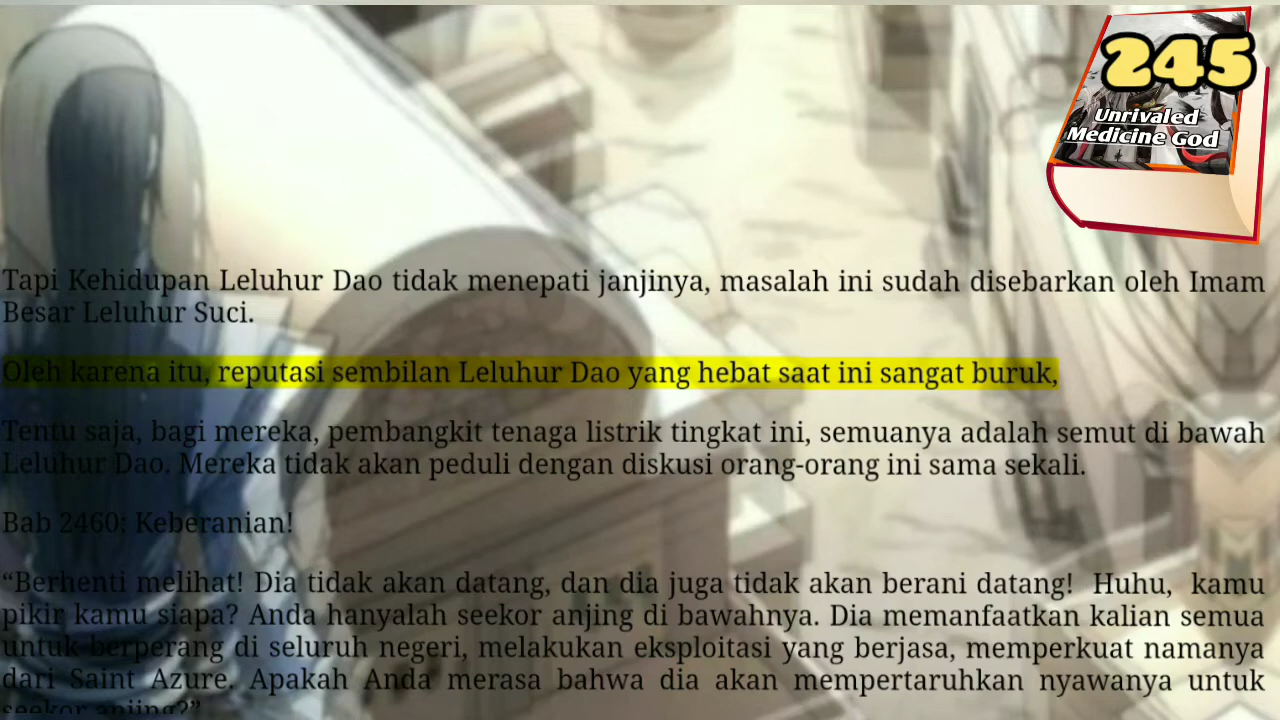 245
Unrivaled
Medicine God
Tapi Kehidupan Leluhur Dao tidak menepati janjinya, masalah ini sudah disebarkan oleh Imam
Besar Leluhur Suci.
Oleh karena itu, reputasi sembilan Leluhur Dao yang hebat saat ini sangat buruk,
Tentu saja, bagi mereka, pembangkit tenaga listrik tingkat ini, semuanya adalah semut di bawah
Leluhur Dao. Mereka tidak akan peduli dengan diskusi orang-orang ini sama sekali.
Bab 2460: Keberanian!
“Berhenti melihat! Dia tidak akan datang, dan dia juga tidak akan berani datang! Huhu, kamu
pikir kamu siapa? Anda hanyalah seekor anjing di bawahnya. Dia memanfaatkan kalian semua
untuk berperang di seluruh negeri, melakukan eksploitasi yang berjasa, memperkuat namanya
dari Saint Azure. Apakah Anda merasa bahwa dia akan mempertaruhkan nyawanya untuk
seekor anjing?”